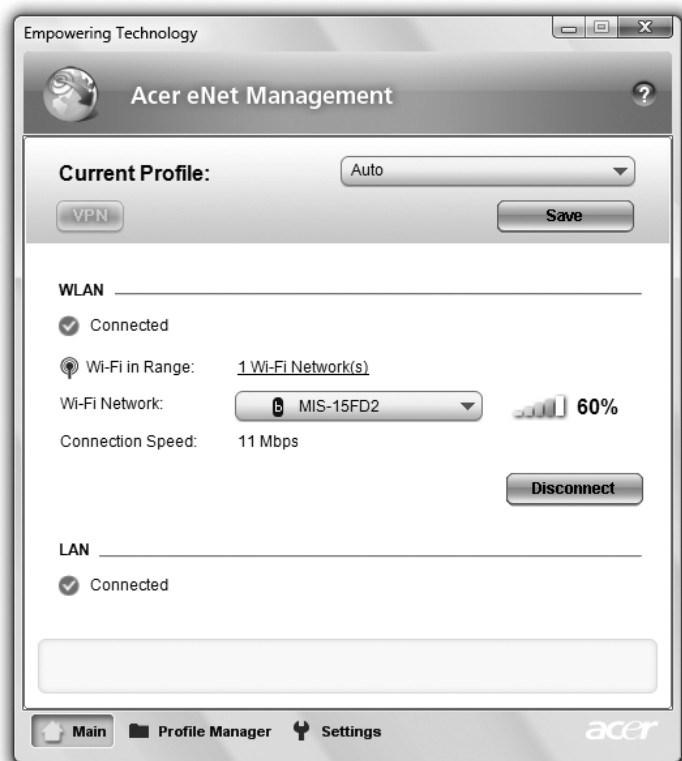 Empowering Technology
Acer eNet Management
?
Current Profile:
Auto
VPN
Save
WLAN
Connected
Wi-Fi in Range:
1 Wi-Fi Network(s)
Wi-Fi Network:
b MIS-15FD2
60%
Connection Speed:
11 Mbps
Disconnect
LAN
Connected
Main
Profile Manager
Settings
acer